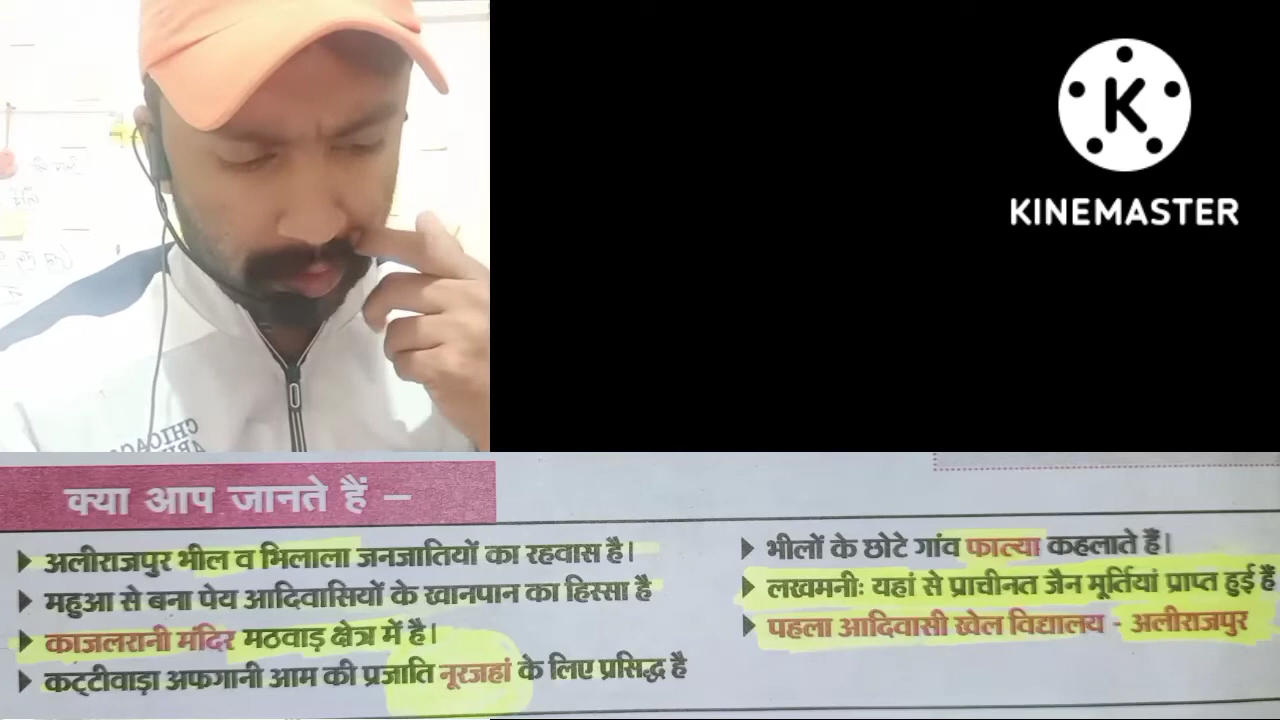 KINEMASTER
CHICAGO
क्या आप जानते हैं –
अलीराजपुर भील व भिलाला जनजातियों का रहवास है।
महुआ से बना पेय आदिवासियों के खानपान का हिस्सा है
काजलरानी मंदिर मठवाड़ क्षेत्र में है।
कट्टीवाड़ा अफगानी आम की प्रजाति नूरजहां के लिए प्रसिद्ध है
भीलों के छोटे गांव फाल्या कहलाते हैं।
लखमनीः यहां से प्राचीनत जैन मूर्तियां प्राप्त हुई हैं
पहला आदिवासी खेल विद्यालय - अलीराजपुर